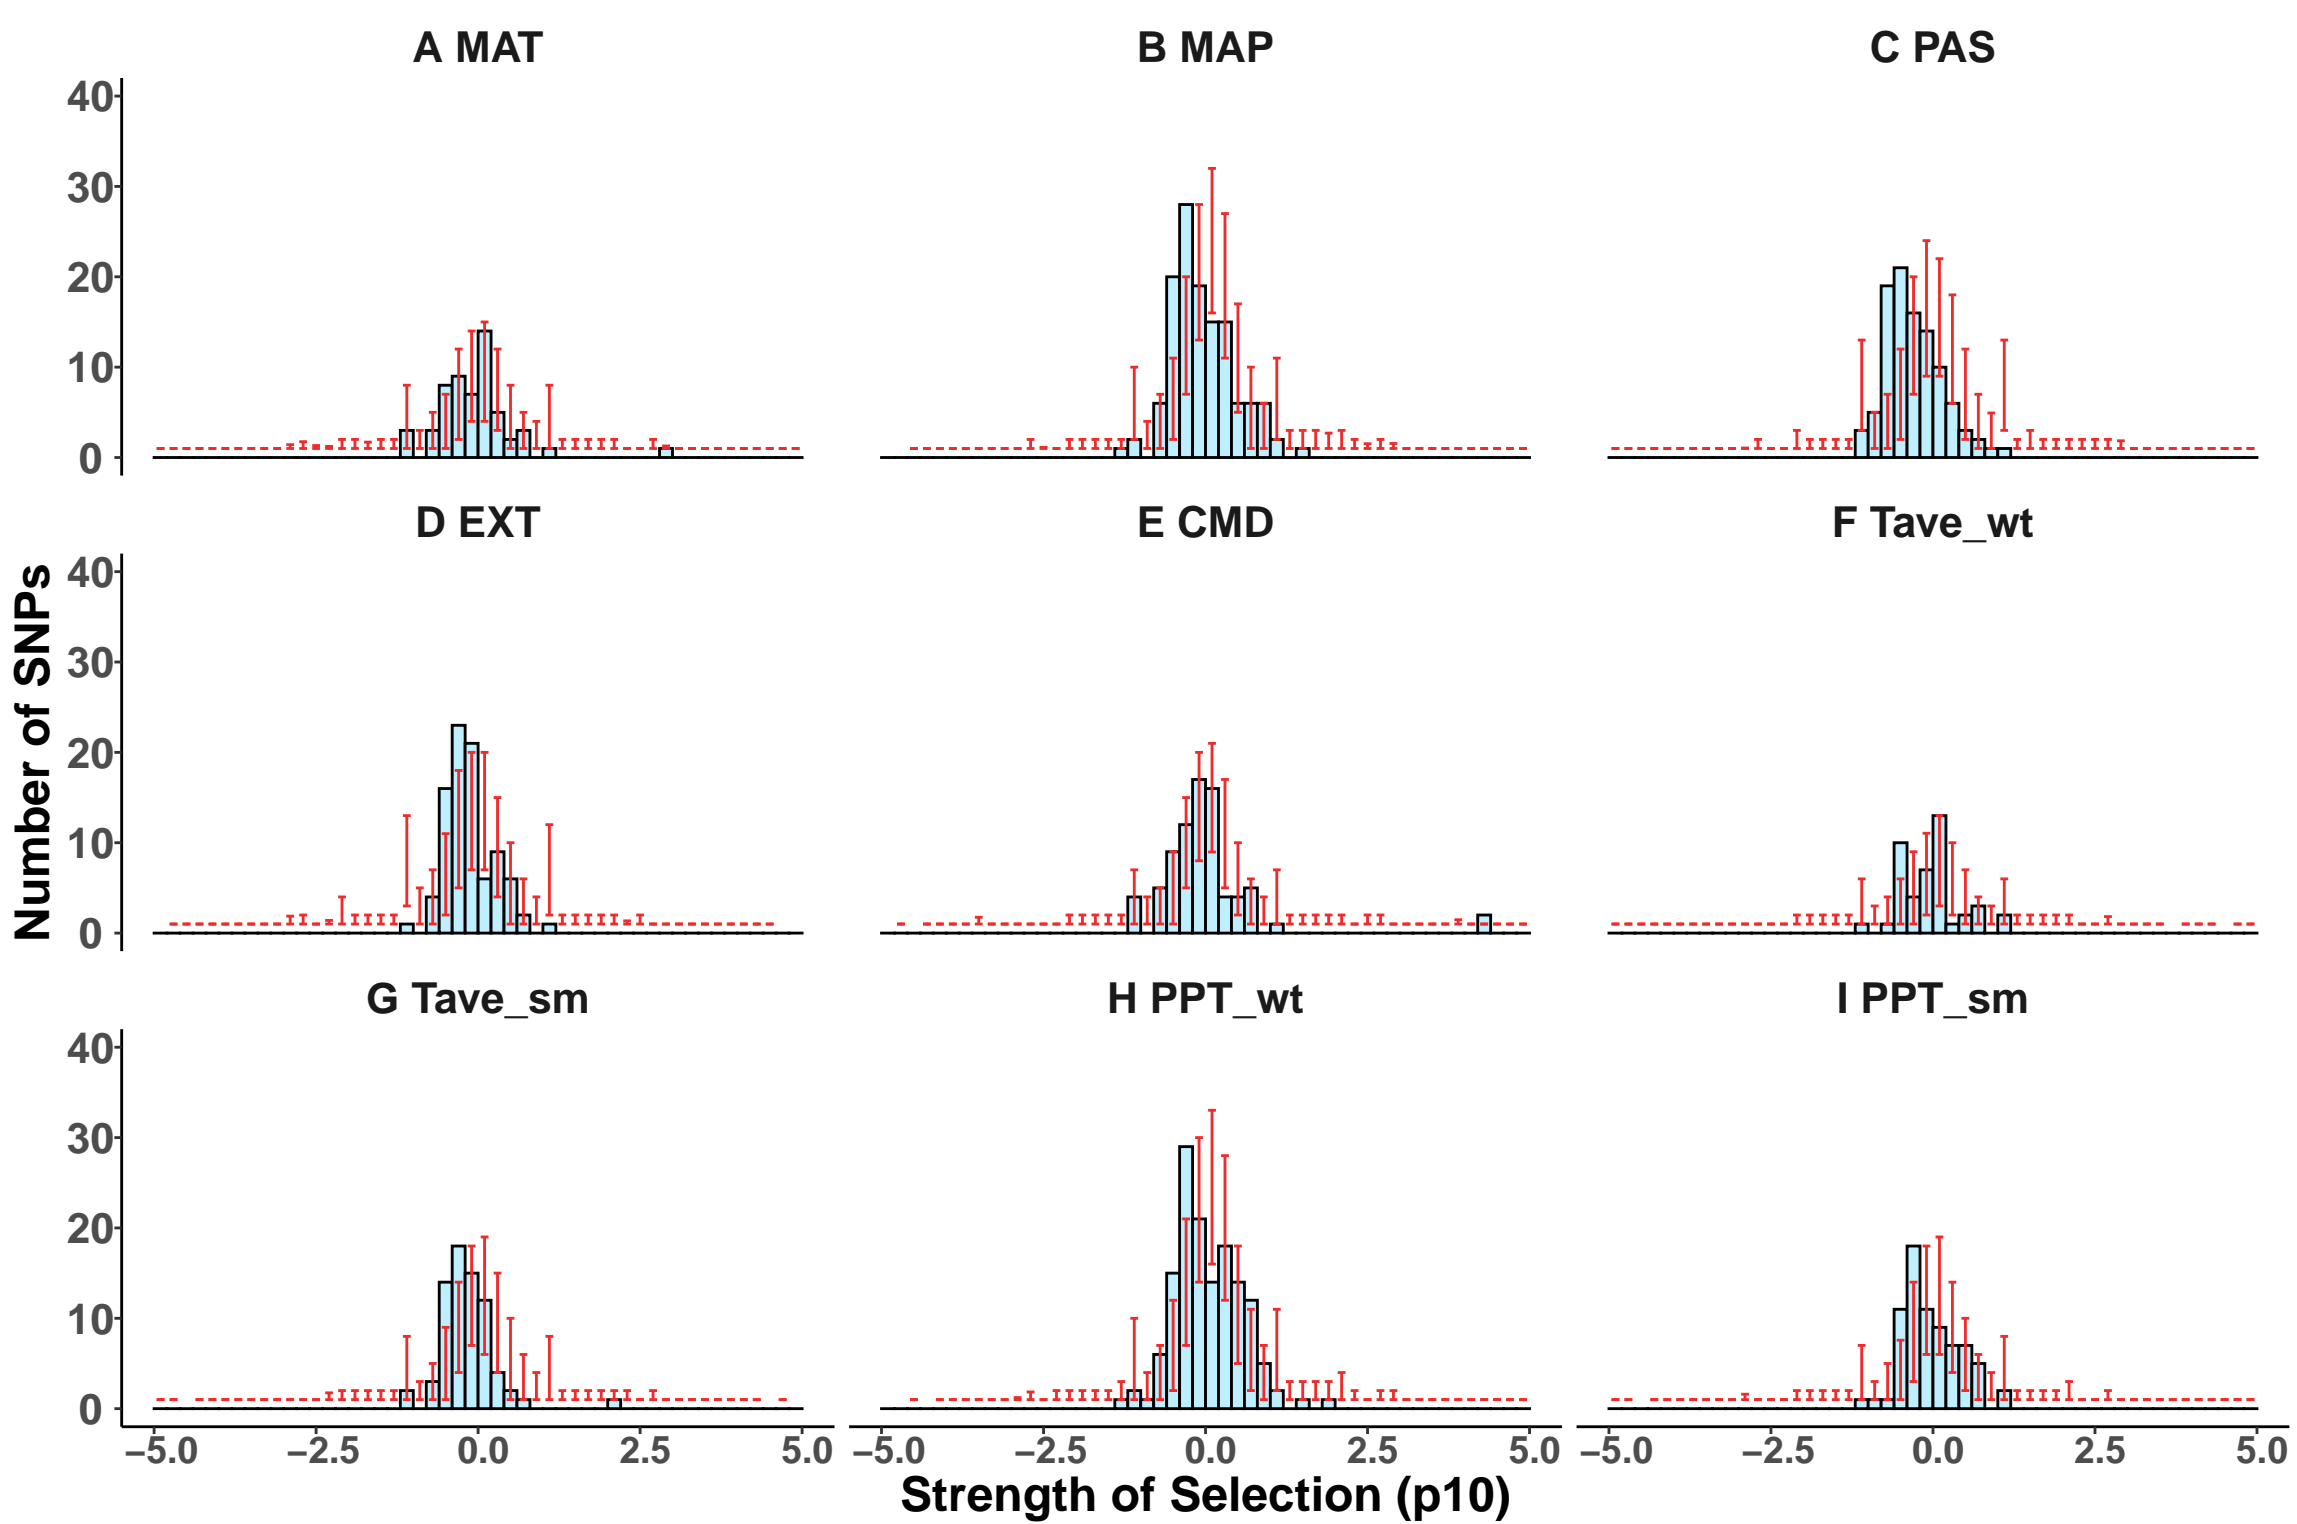 A MAT
B MAP
C PAS
40
30
20
10
0
D EXT
E CMD
F Tave_wt
40
30
20
10
0
Number of SNPs
G Tave_sm
H PPT_wt
I PPT_sm
40
30
20
10
0
−5.0 −2.5 0.0 2.5 5.0 −5.0 −2.5 0.0 2.5 5.0 −5.0 −2.5 0.0 2.5 5.0
Strength of Selection (p10)